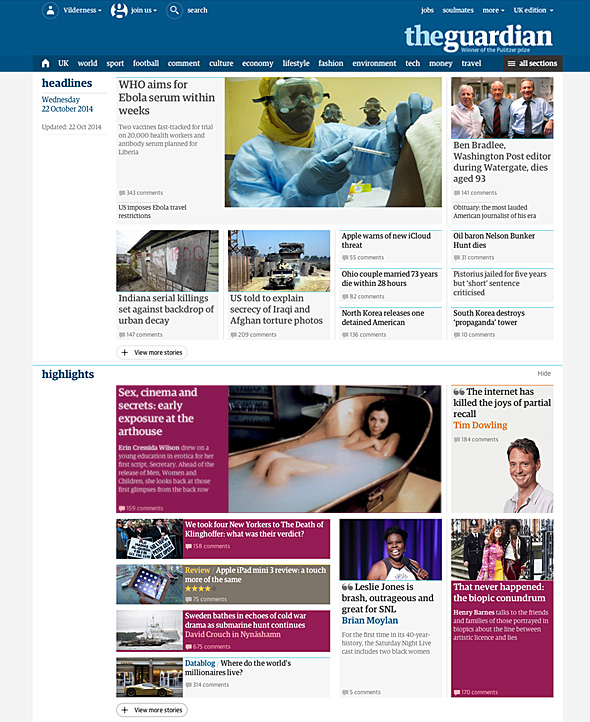 Vilderness
join us
search
jobs
soulmates
more
UK edition
theguardian
Winner of the Pulitzer prize
UK world sport football comment culture economy lifestyle fashion environment tech money travel
all sections
headlines
Wednesday
22 October 2014
Updated: 22 Oct 2014
WHO aims for
Ebola serum within
weeks
Two vaccines fast-tracked for trial
on 20,000 health workers and
antibody serum planned for
Liberia
343 comments
US imposes Ebola travel
restrictions
Ben Bradlee,
Washington Post editor
during Watergate, dies
aged 93
141 comments
Obituary: the most lauded
American journalist of his era
Indiana serial killings
set against backdrop of
urban decay
147 comments
US told to explain
secrecy of Iraqi and
Afghan torture photos
209 comments
Apple warns of new iCloud
threat
55 comments
Ohio couple married 73 years
die within 28 hours
82 comments
North Korea releases one
detained American
136 comments
Oil baron Nelson Bunker
Hunt dies
31 comments
Pistorius jailed for five years
but 'short' sentence
criticised
South Korea destroys
'propaganda' tower
10 comments
View more stories
highlights
Hide
Sex, cinema and
secrets: early
exposure at the
arthouse
Erin Cressida Wilson drew on a
young education in erotica for her
first script, Secretary. Ahead of the
release of Men, Women and
Children, she looks back at those
first glimpses from the back row
159 comments
The internet has
killed the joys of partial
recall
Tim Dowling
184 comments
We took four New Yorkers to The Death of
Klinghoffer: what was their verdict?
158 comments
Review / Apple iPad mini 3 review: a touch
more of the same
75 comments
Sweden bathes in echoes of cold war
drama as submarine hunt continues
David Crouch in Nynäshamn
675 comments
Datablog / Where do the world's
millionaires live?
314 comments
Leslie Jones is
brash, outrageous and
great for SNL
Brian Moylan
For the first time in its 40-year-
history, the Saturday Night Live
cast includes two black women
5 comments
That never happened:
the biopic conundrum
Henry Barnes talks to the friends
and families of those portrayed in
biopics about the line between
artistic licence and lies
170 comments
View more stories